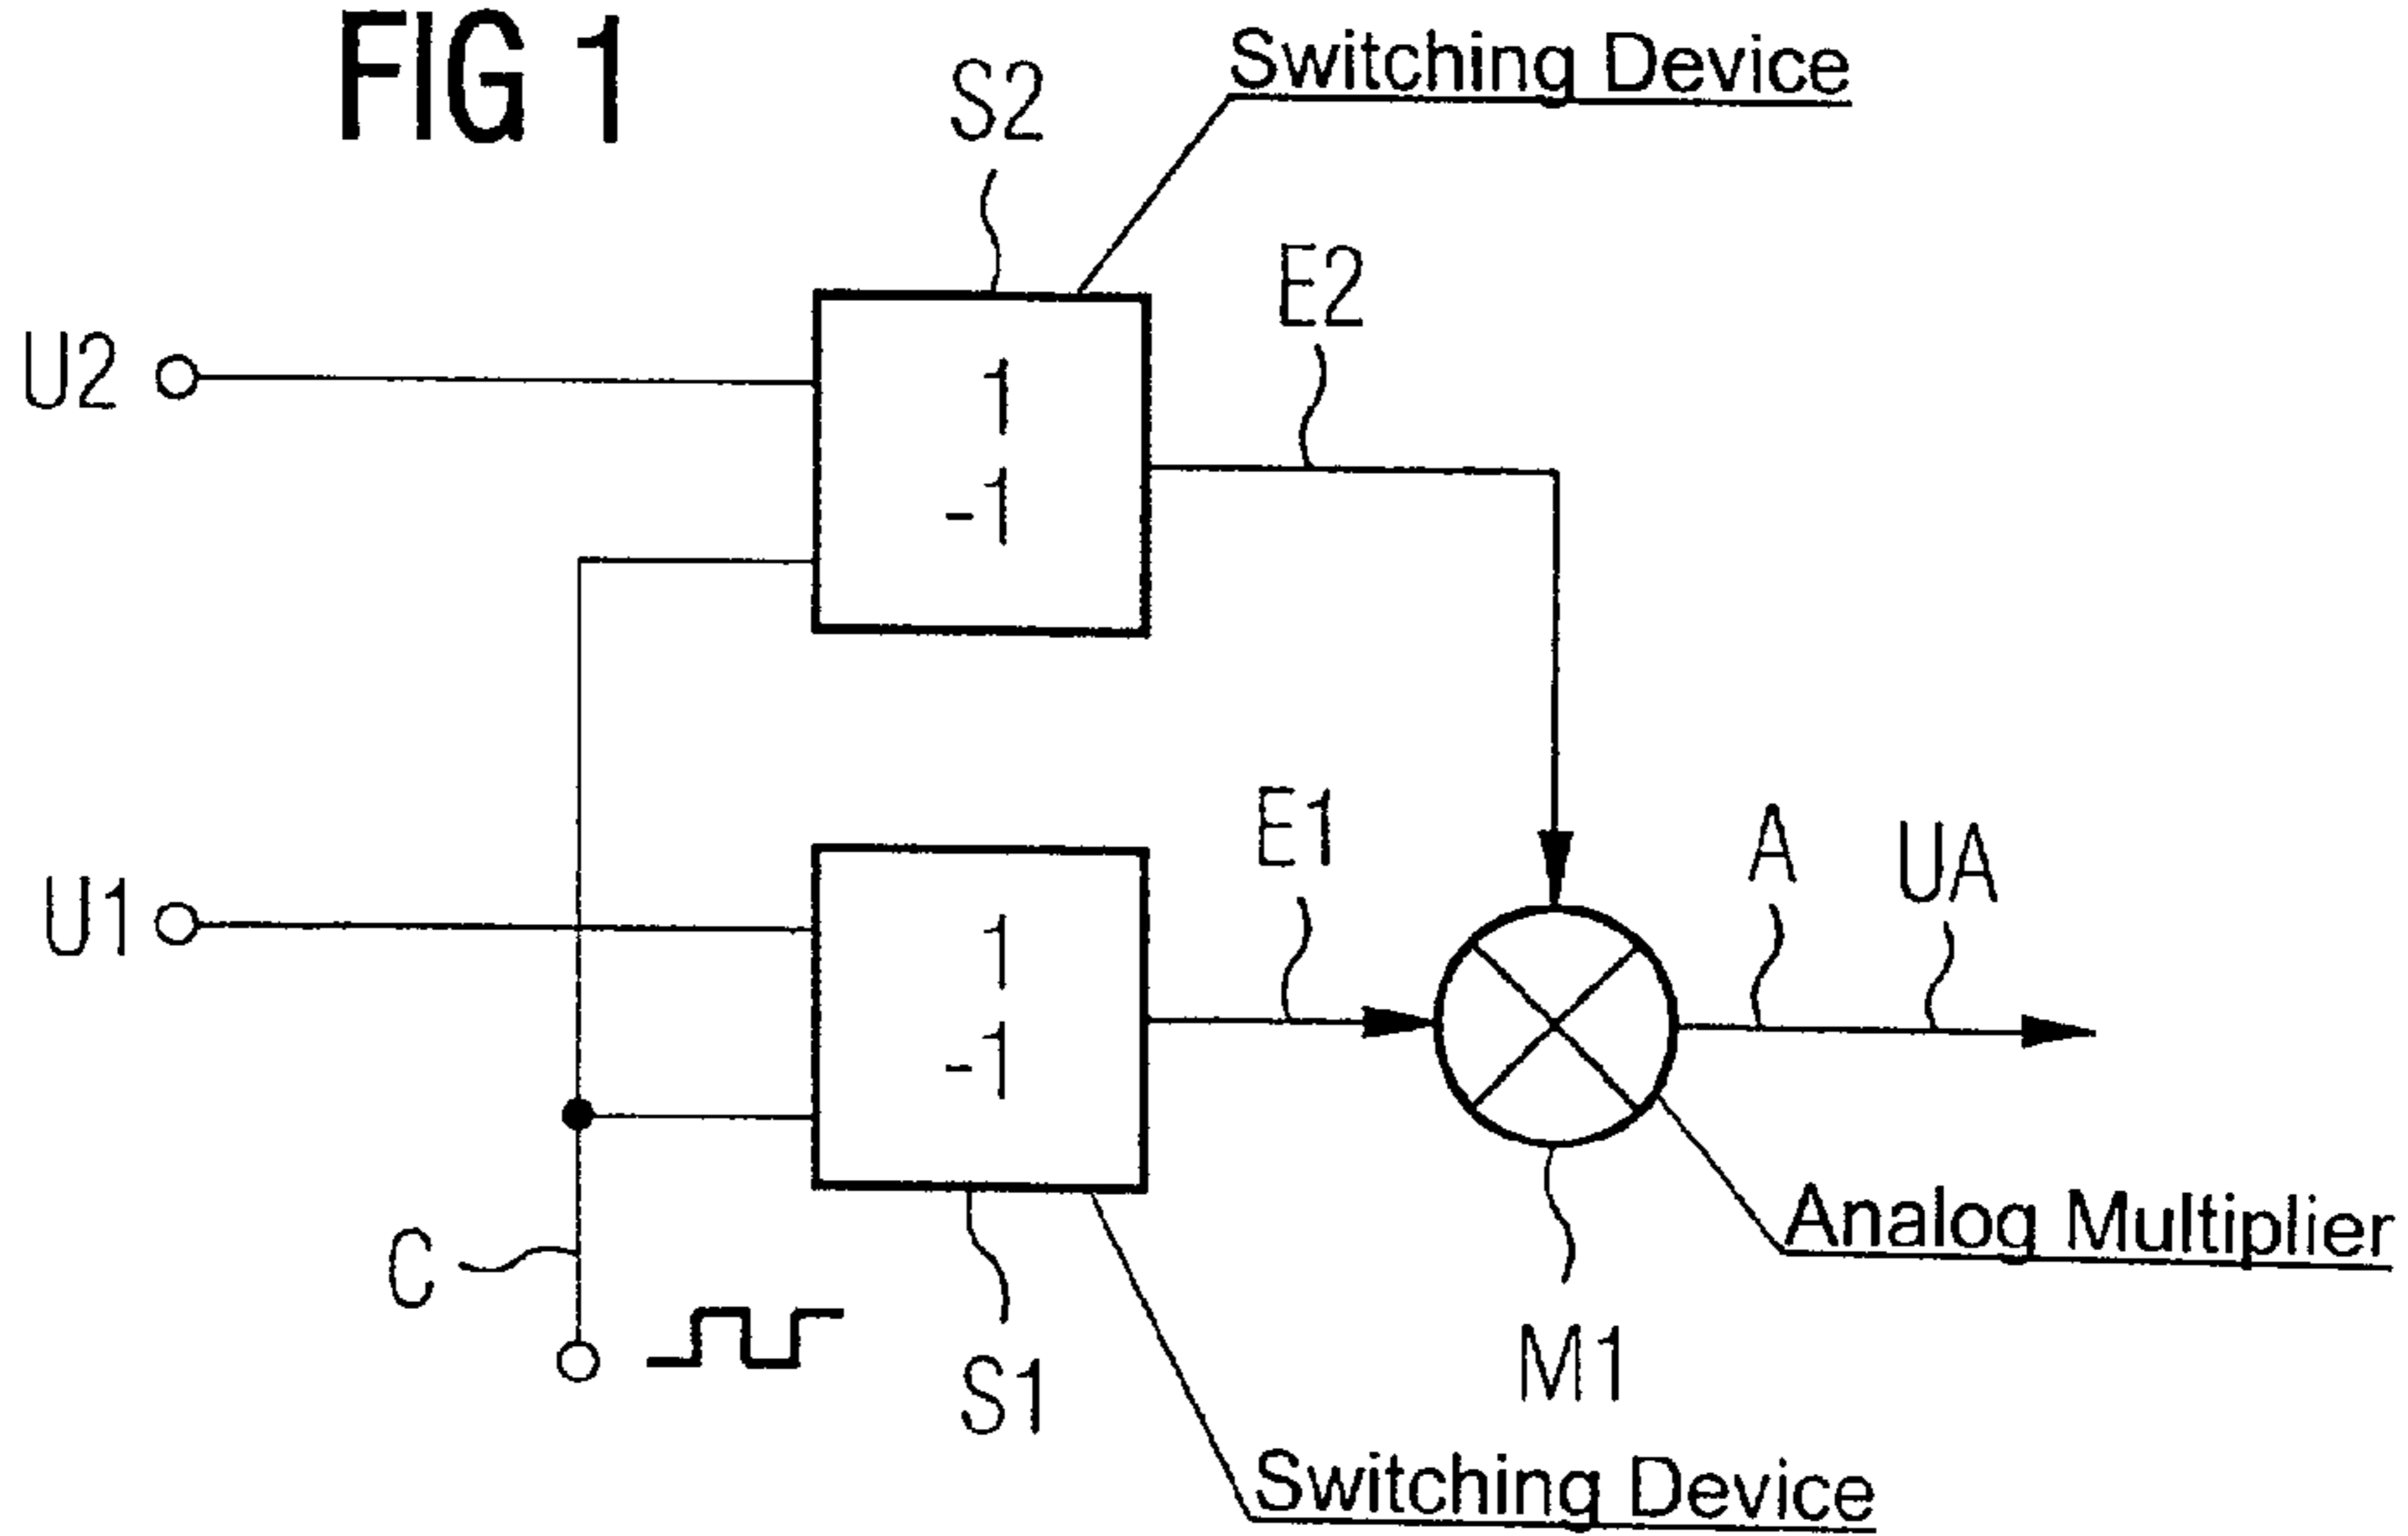 FIG 1
S2
Switching Device
E2
U2
1
-1
E1
A
UA
U1
1
-1
C
S1
M1
Analog Multiplier
Switching Device